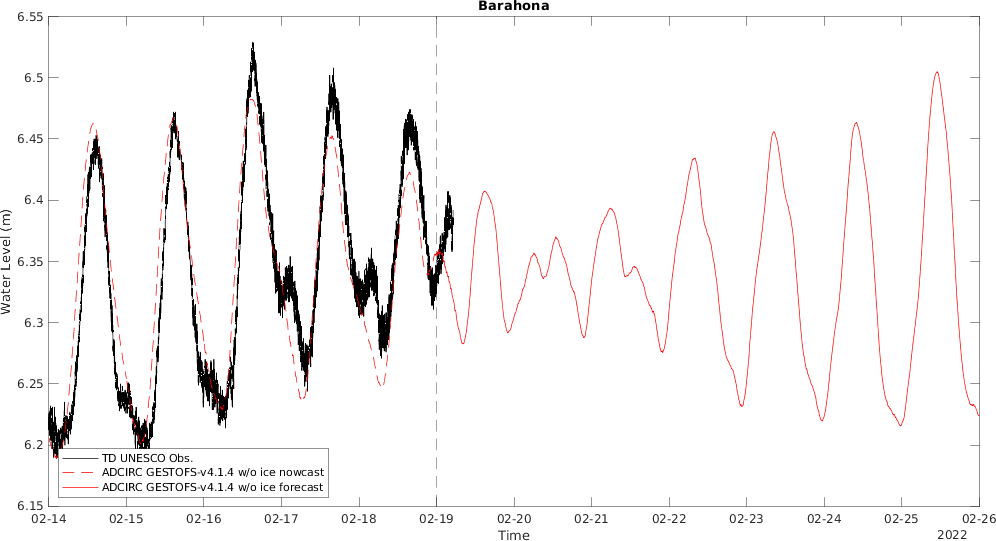 Barahona
6.55
6.5
6.45
6.4
6.35
6.3
6.25
6.2
6.15
Water Level (m)
TD UNESCO Obs.
ADCIRC GESTOFS-v4.1.4 w/o ice nowcast
ADCIRC GESTOFS-v4.1.4 w/o ice forecast
02-14 02-15 02-16 02-17 02-18 02-19 02-20 02-21 02-22 02-23 02-24 02-25 02-26
Time
2022